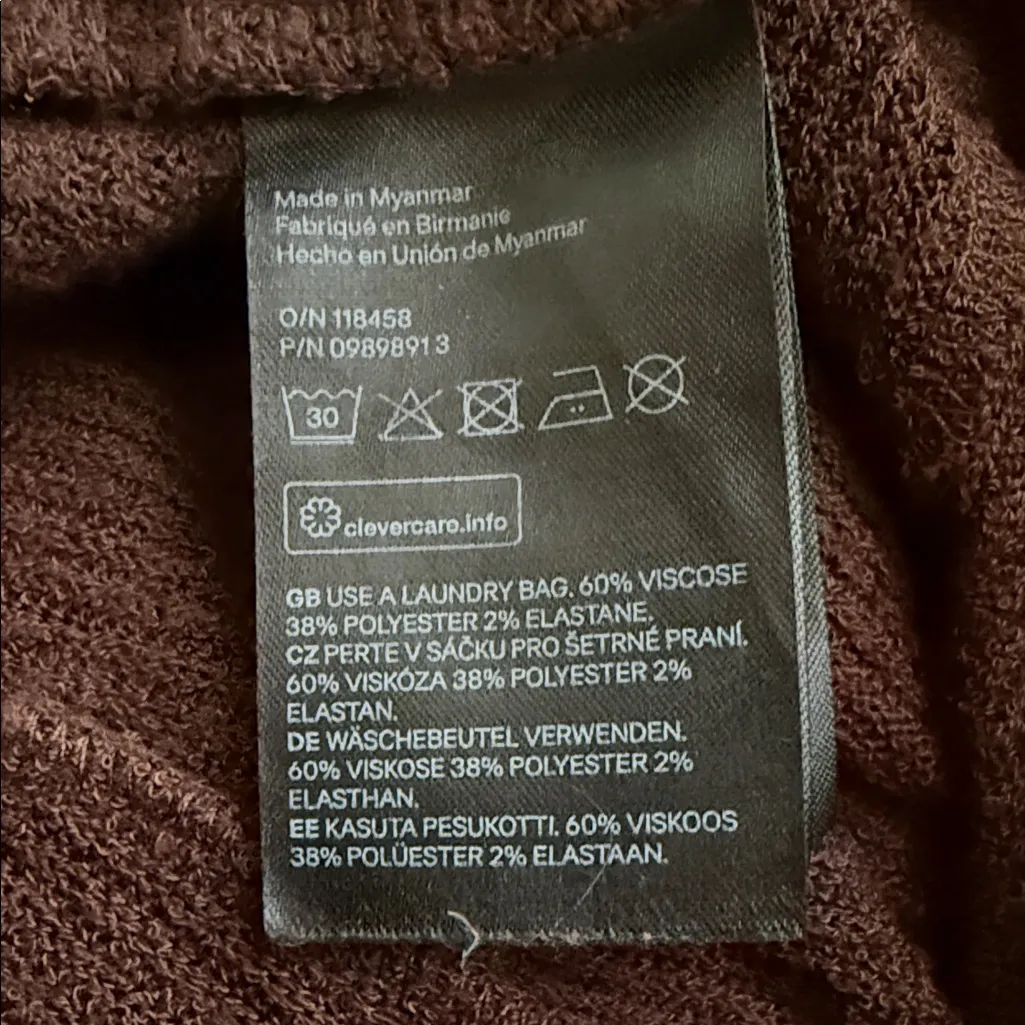 Made in Myanmar
Fabriqué en Birmanie
Hecho en Unión de Myanmar
O/N 118458
P/N 09898913
30
clevercare.info
GB USE A LAUNDRY BAG. 60% VISCOSE
38% POLYESTER 2% ELASTANE.
CZ PERTE V SÁČKU PRO ŠETRNÉ PRANÍ.
60% VISKÓZA 38% POLYESTER 2%
ELASTAN.
DE WÄSCHEBEUTEL VERWENDEN.
60% VISKOSE 38% POLYESTER 2%
ELASTHAN.
EE KASUTA PESUKOTTI. 60% VISKOOS
38% POLÜESTER 2% ELASTAAN.